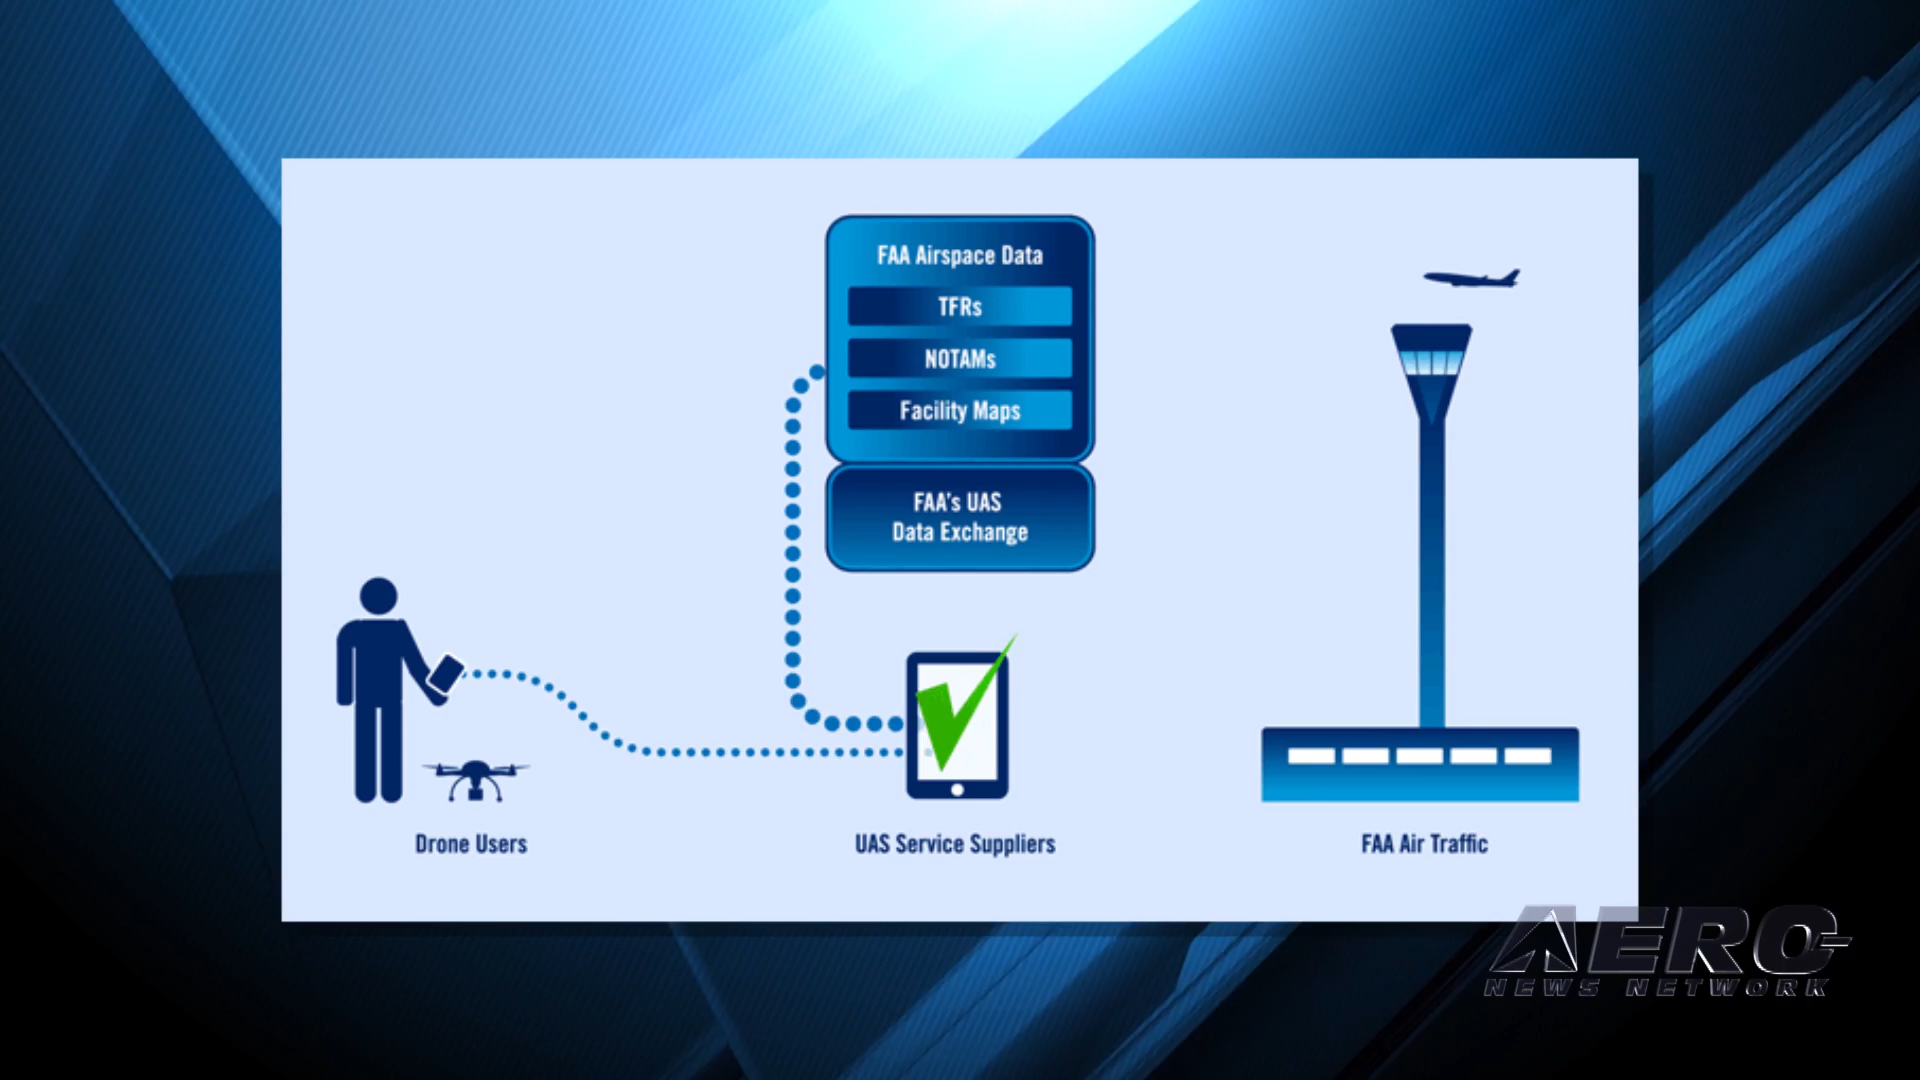 FAA Airspace Data
TFRs
NOTAMs
Facility Maps
FAA's UAS
Data Exchange
Drone Users
UAS Service Suppliers
FAA Air Traffic
AERO
NEWS NETWORK